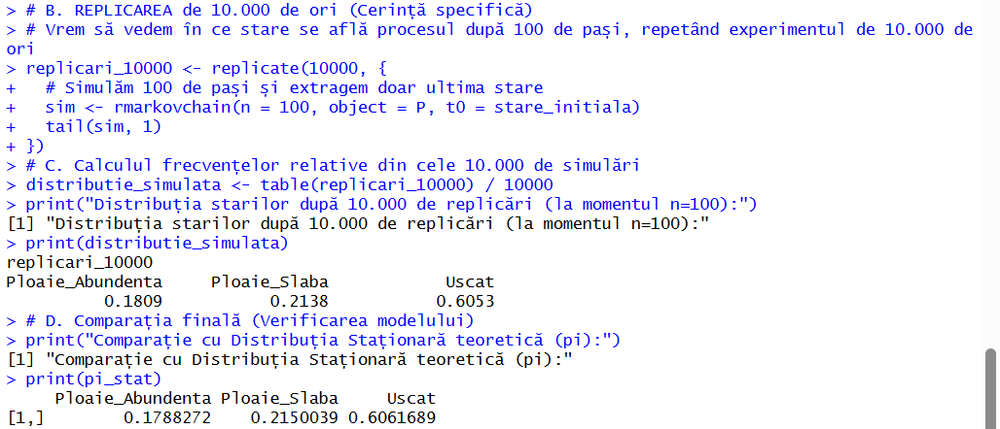 > # B. REPLICAREA de 10.000 de ori (Cerință specifică)
> # Vrem să vedem în ce stare se află procesul după 100 de pași, repetând experimentul de 10.000 de
ori
> replicari_10000 <- replicate(10000, {
+   # Simulăm 100 de pași și extragem doar ultima stare
+   sim <- rmarkovchain(n = 100, object = P, t0 = stare_initiala)
+   tail(sim, 1)
+ })
> # C. Calculul frecvențelor relative din cele 10.000 de simulări
> distributie_simulata <- table(replicari_10000) / 10000
> print("Distribuția starilor după 10.000 de replicări (la momentul n=100):")
[1] "Distribuția starilor după 10.000 de replicări (la momentul n=100):"
> print(distributie_simulata)
replicari_10000
Ploaie_Abundenta     Ploaie_Slaba            Uscat
          0.1809           0.2138           0.6053
> # D. Comparația finală (Verificarea modelului)
> print("Comparație cu Distribuția Staționară teoretică (pi):")
[1] "Comparație cu Distribuția Staționară teoretică (pi):"
> print(pi_stat)
     Ploaie_Abundenta Ploaie_Slaba     Uscat
[1,]        0.1788272    0.2150039 0.6061689